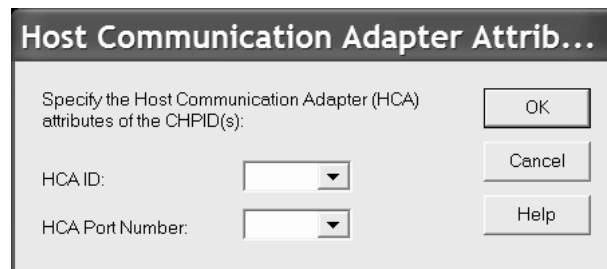 Host Communication Adapter Attrib...
Specify the Host Communication Adapter (HCA)
attributes of the CHPID(s):
OK
Cancel
HCA ID:
Help
HCA Port Number: